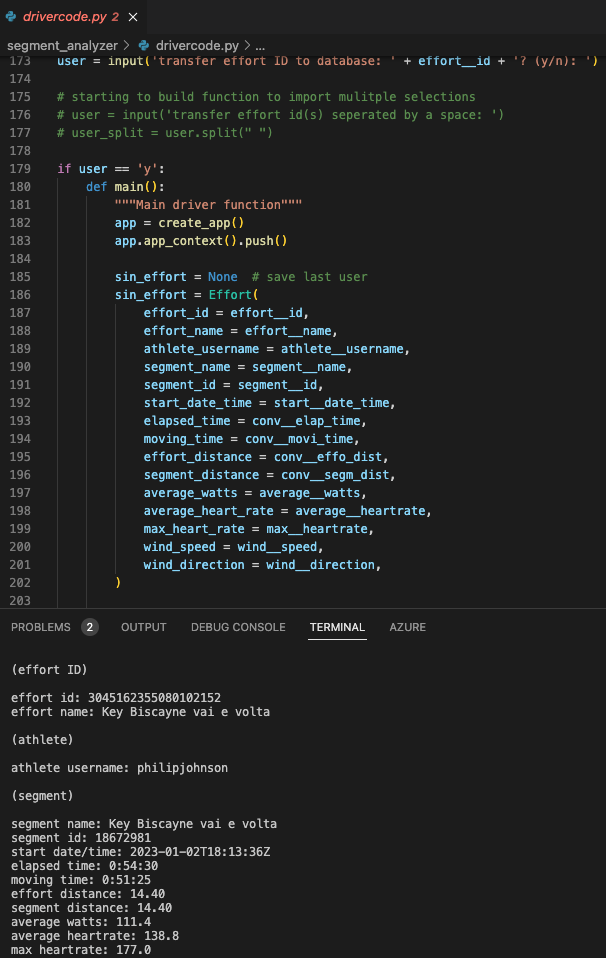 drivercode.py 2 ×
segment_analyzer > drivercode.py > ...
173 user = input('transfer effort ID to database: ' + effort__id + '? (y/n): ')
174
175 # starting to build function to import mulitple selections
176 # user = input('transfer effort id(s) seperated by a space: ')
177 # user_split = user.split(" ")
178
179 if user == 'y':
180     def main():
181         """Main driver function"""
182         app = create_app()
183         app.app_context().push()
184
185         sin_effort = None  # save last user
186         sin_effort = Effort(
187             effort_id = effort__id,
188             effort_name = effort__name,
189             athlete_username = athlete__username,
190             segment_name = segment__name,
191             segment_id = segment__id,
192             start_date_time = start__date_time,
193             elapsed_time = conv__elap_time,
194             moving_time = conv__movi_time,
195             effort_distance = conv__effo_dist,
196             segment_distance = conv__segm_dist,
197             average_watts = average__watts,
198             average_heart_rate = average__heartrate,
199             max_heart_rate = max__heartrate,
200             wind_speed = wind__speed,
201             wind_direction = wind__direction,
202         )
203
PROBLEMS 2 OUTPUT DEBUG CONSOLE TERMINAL AZURE
(effort ID)
effort id: 3045162355080102152
effort name: Key Biscayne vai e volta
(athlete)
athlete username: philipjohnson
(segment)
segment name: Key Biscayne vai e volta
segment id: 18672981
start date/time: 2023-01-02T18:13:36Z
elapsed time: 0:54:30
moving time: 0:51:25
effort distance: 14.40
segment distance: 14.40
average watts: 111.4
average heartrate: 138.8
max heartrate: 177.0